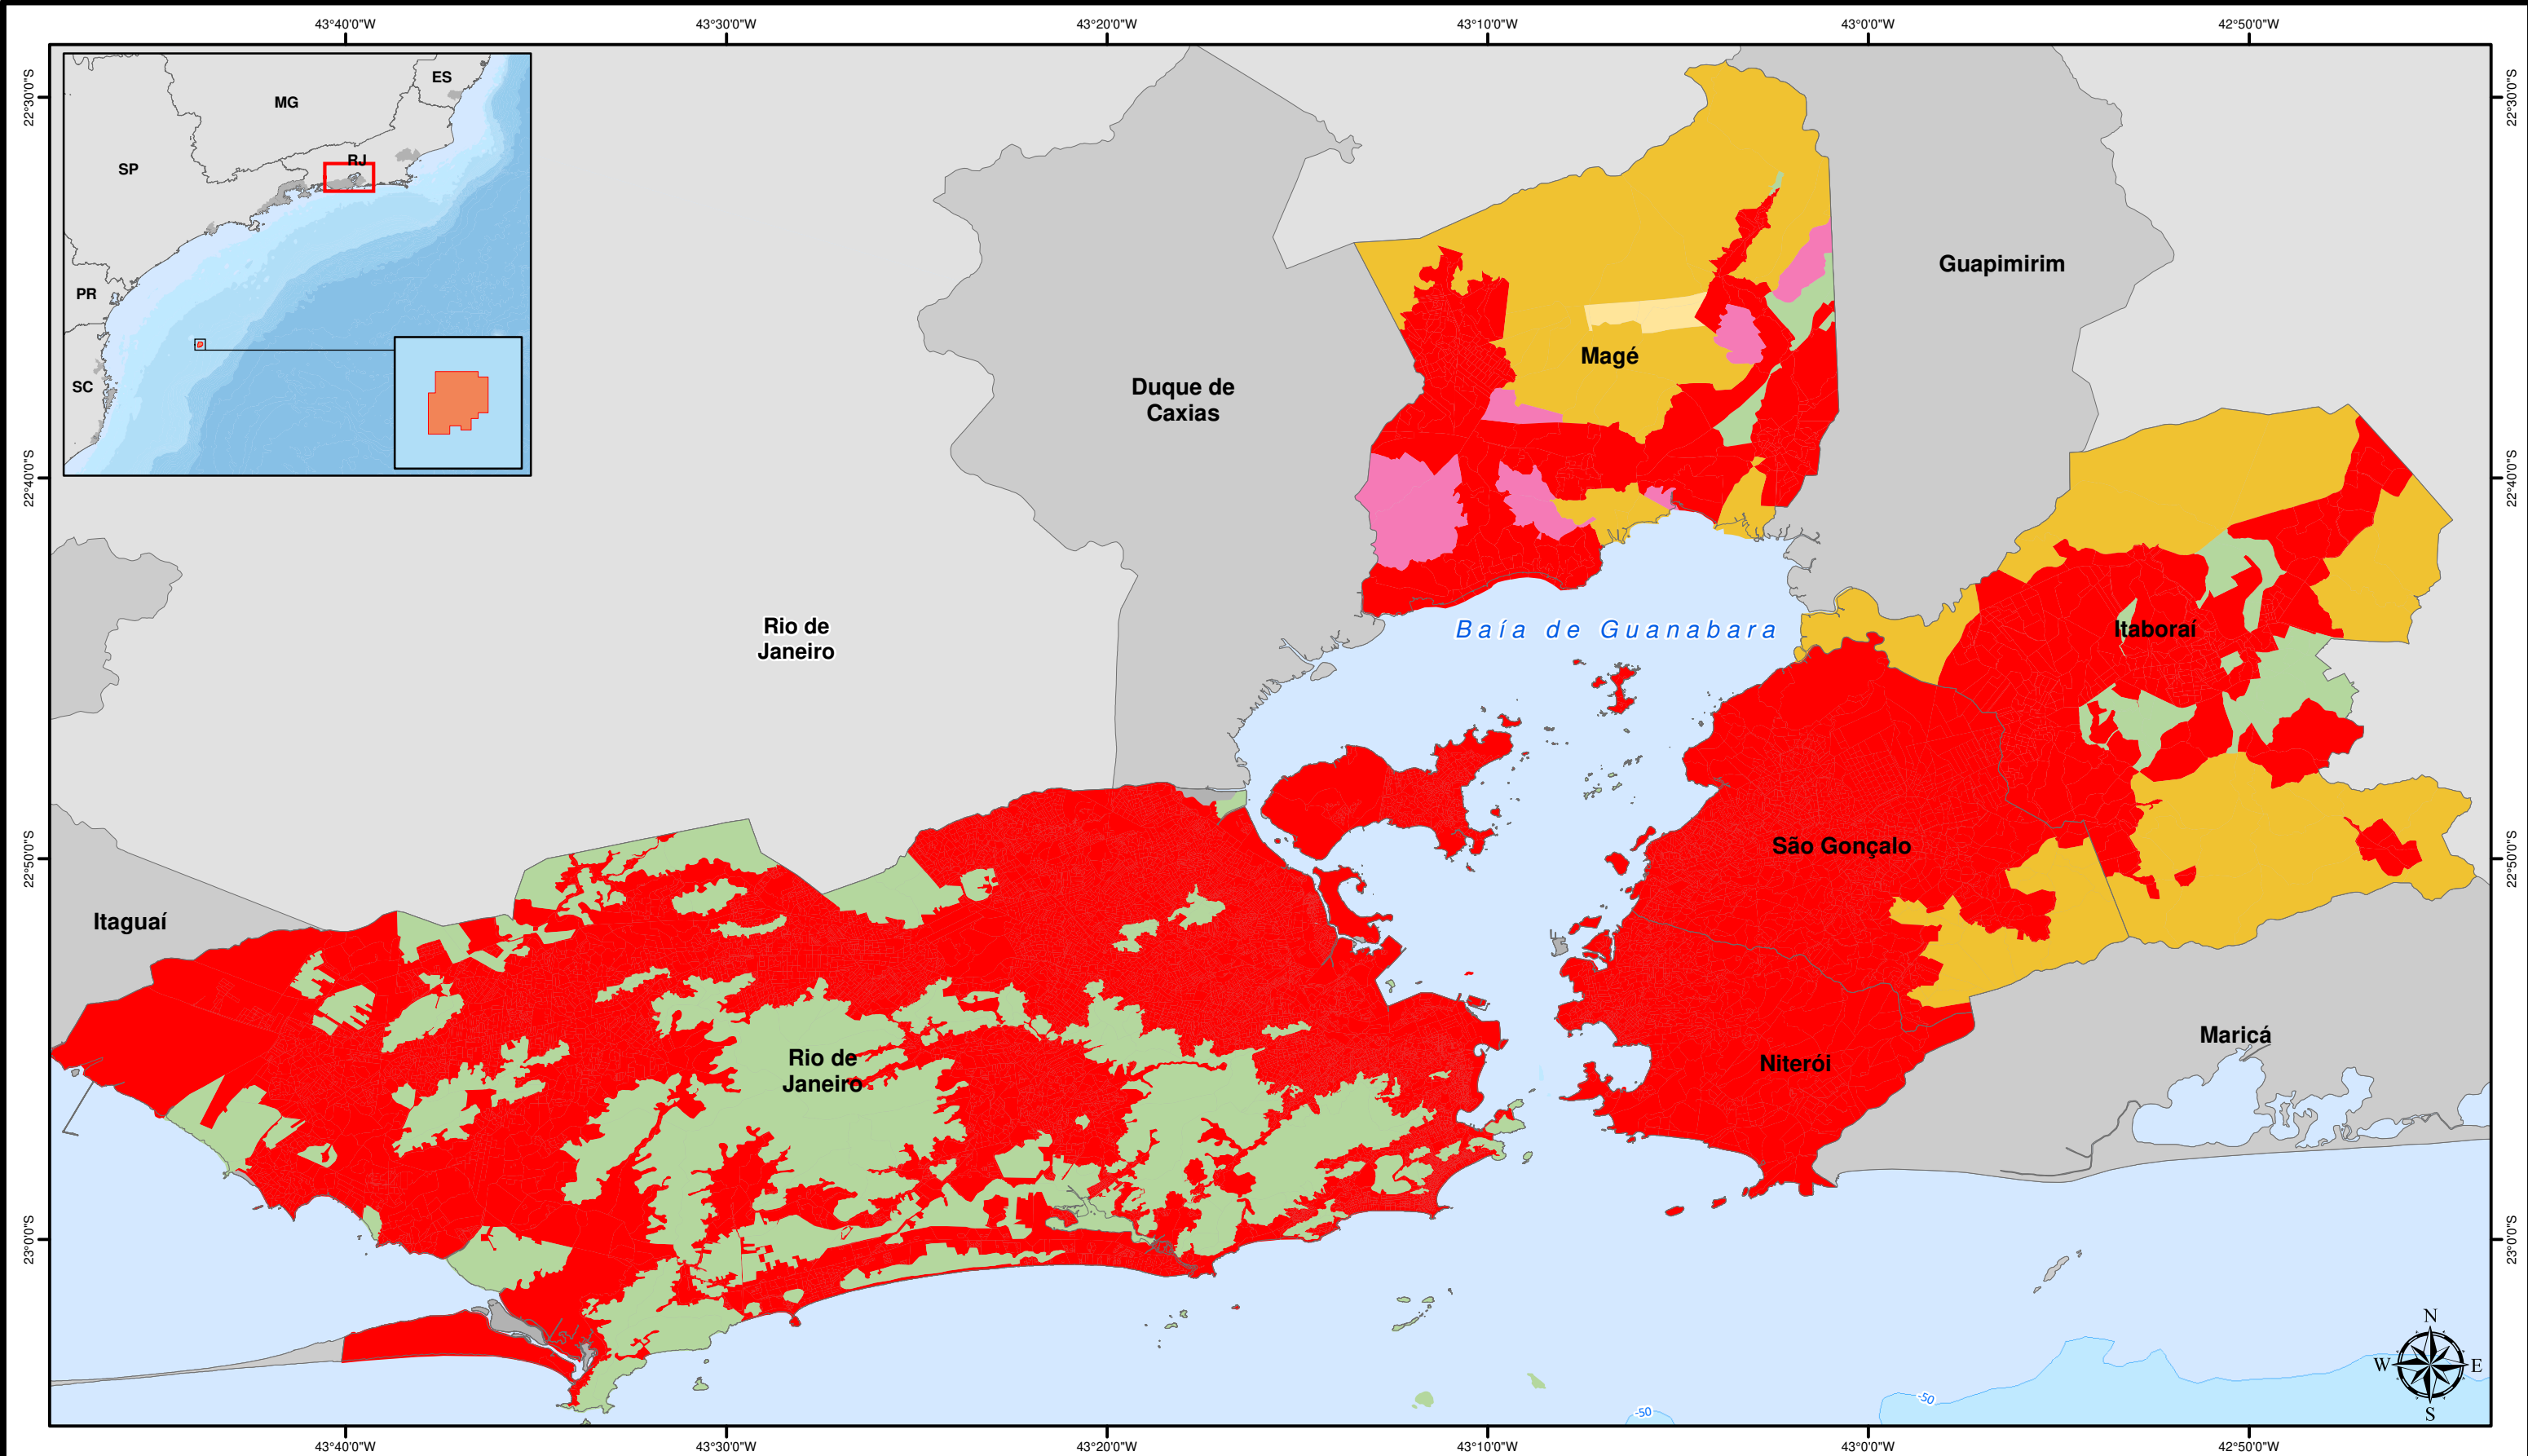 43°40'0"W
43°30'0"W
43°20'0"W
43°10'0"W
43°0'0"W
42°50'0"W
22°30'0"S
22°30'0"S
ES
MG
RJ
SP
PR
SC
Guapimirim
Magé
Duque de
Caxias
22°40'0"S
22°40'0"S
Rio de
Janeiro
Baía de Guanabara
Itaboraí
22°50'0"S
22°50'0"S
São Gonçalo
Itaguaí
Maricá
Rio de
Janeiro
Niterói
23°0'0"S
23°0'0"S
N
W
E
S
-50
-50
43°40'0"W
43°30'0"W
43°20'0"W
43°10'0"W
43°0'0"W
42°50'0"W